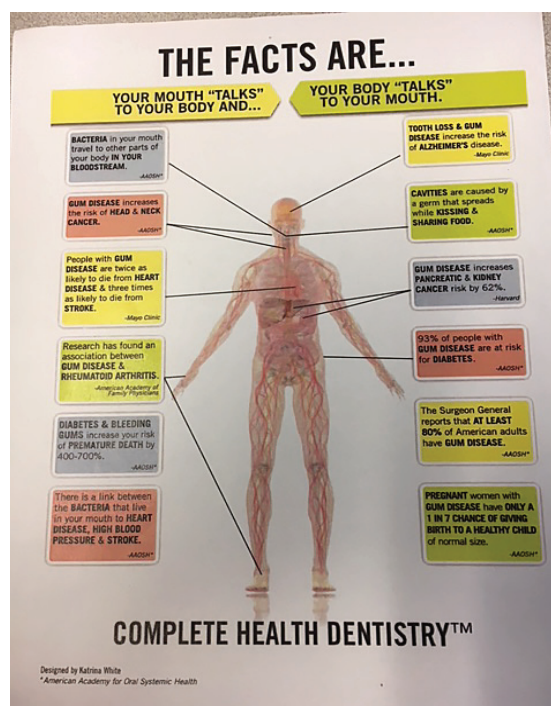 THE FACTS ARE...
YOUR MOUTH “TALKS”
TO YOUR BODY AND...
YOUR BODY “TALKS”
TO YOUR MOUTH.
BACTERIA in your mouth
travel to other parts of
your body IN YOUR
BLOODSTREAM.
-AAOSH*
GUM DISEASE increases
the risk of HEAD & NECK
CANCER.
-AAOSH*
People with GUM
DISEASE are twice as
likely to die from HEART
DISEASE & three times
as likely to die from
STROKE.
-Mayo Clinic
Research has found an
association between
GUM DISEASE &
RHEUMATOID ARTHRITIS.
-American Academy of
Family Physicians
DIABETES & BLEEDING
GUMS increase your risk
of PREMATURE DEATH by
400-700%.
-AAOSH*
There is a link between
the BACTERIA that live
in your mouth to HEART
DISEASE, HIGH BLOOD
PRESSURE & STROKE.
-AAOSH*
TOOTH LOSS & GUM
DISEASE increase the risk
of ALZHEIMER'S disease.
-Mayo Clinic
CAVITIES are caused by
a germ that spreads
while KISSING &
SHARING FOOD.
-AAOSH*
GUM DISEASE increases
PANCREATIC & KIDNEY
CANCER risk by 62%.
-Harvard
93% of people with
GUM DISEASE are at risk
for DIABETES.
-AAOSH*
The Surgeon General
reports that AT LEAST
80% of American adults
have GUM DISEASE.
-AAOSH*
PREGNANT women with
GUM DISEASE have ONLY A
1 IN 7 CHANCE OF GIVING
BIRTH TO A HEALTHY CHILD
of normal size.
-AAOSH*
COMPLETE HEALTH DENTISTRY™
Designed by Katrina White
*American Academy for Oral Systemic Health